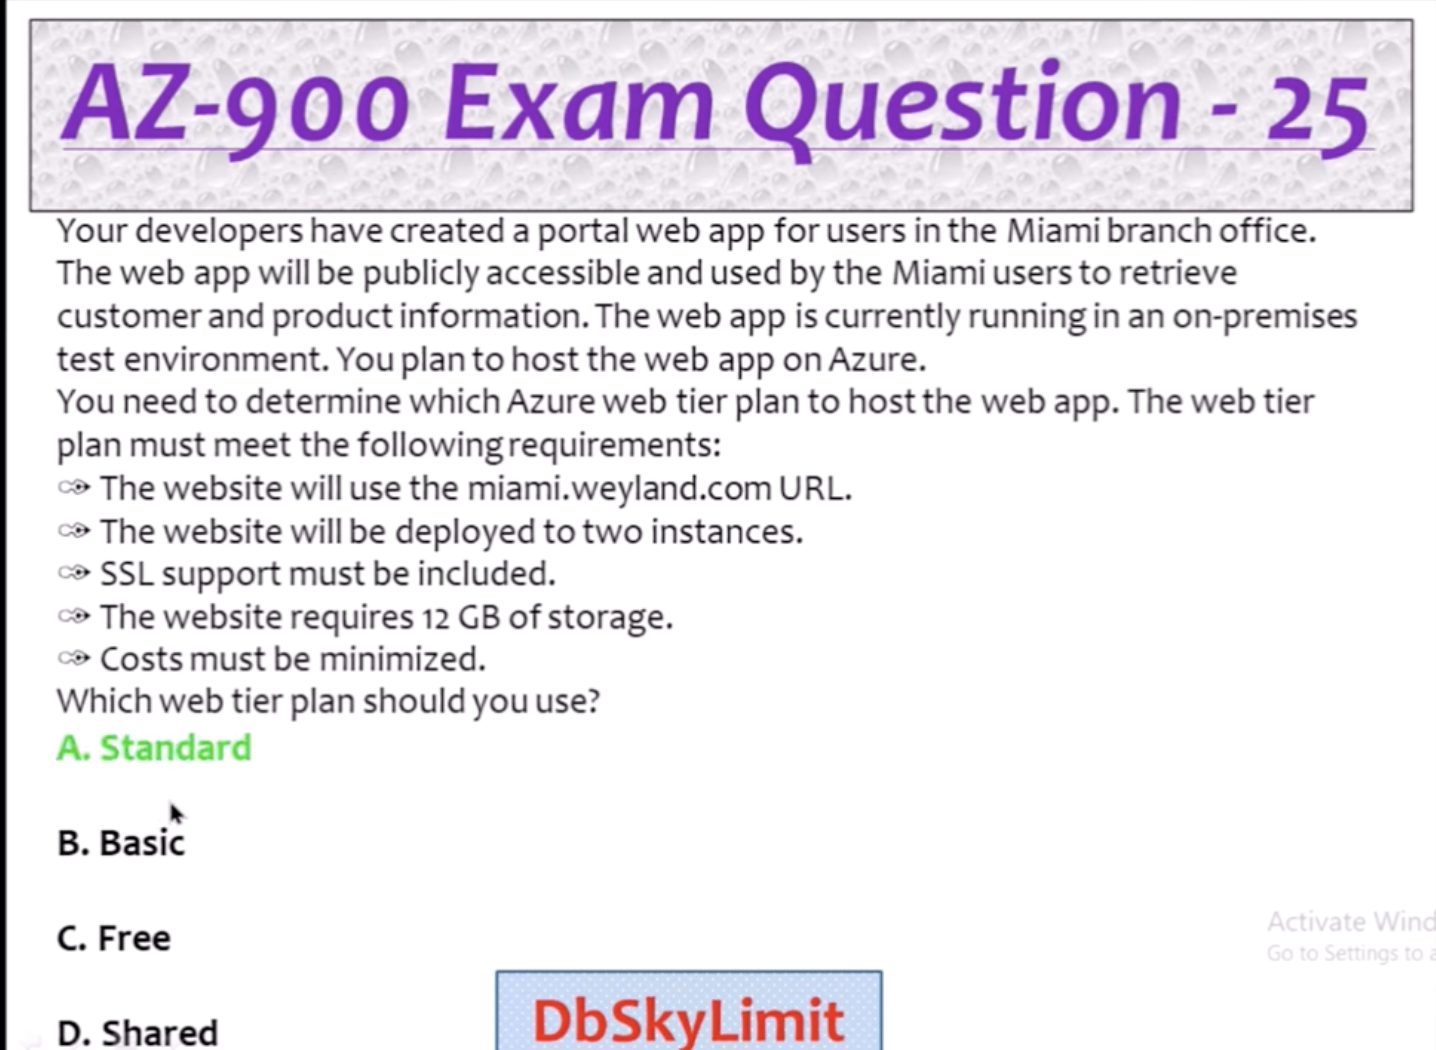 AZ-900 Exam Question - 25
Your developers have created a portal web app for users in the Miami branch office.
The web app will be publicly accessible and used by the Miami users to retrieve
customer and product information. The web app is currently running in an on-premises
test environment. You plan to host the web app on Azure.
You need to determine which Azure web tier plan to host the web app. The web tier
plan must meet the following requirements:
The website will use the miami.weyland.com URL.
The website will be deployed to two instances.
SSL support must be included.
The website requires 12 GB of storage.
Costs must be minimized.
Which web tier plan should you use?
A. Standard
B. Basic
C. Free
D. Shared
DbSkyLimit
Activate Wind
Go to Settings to a